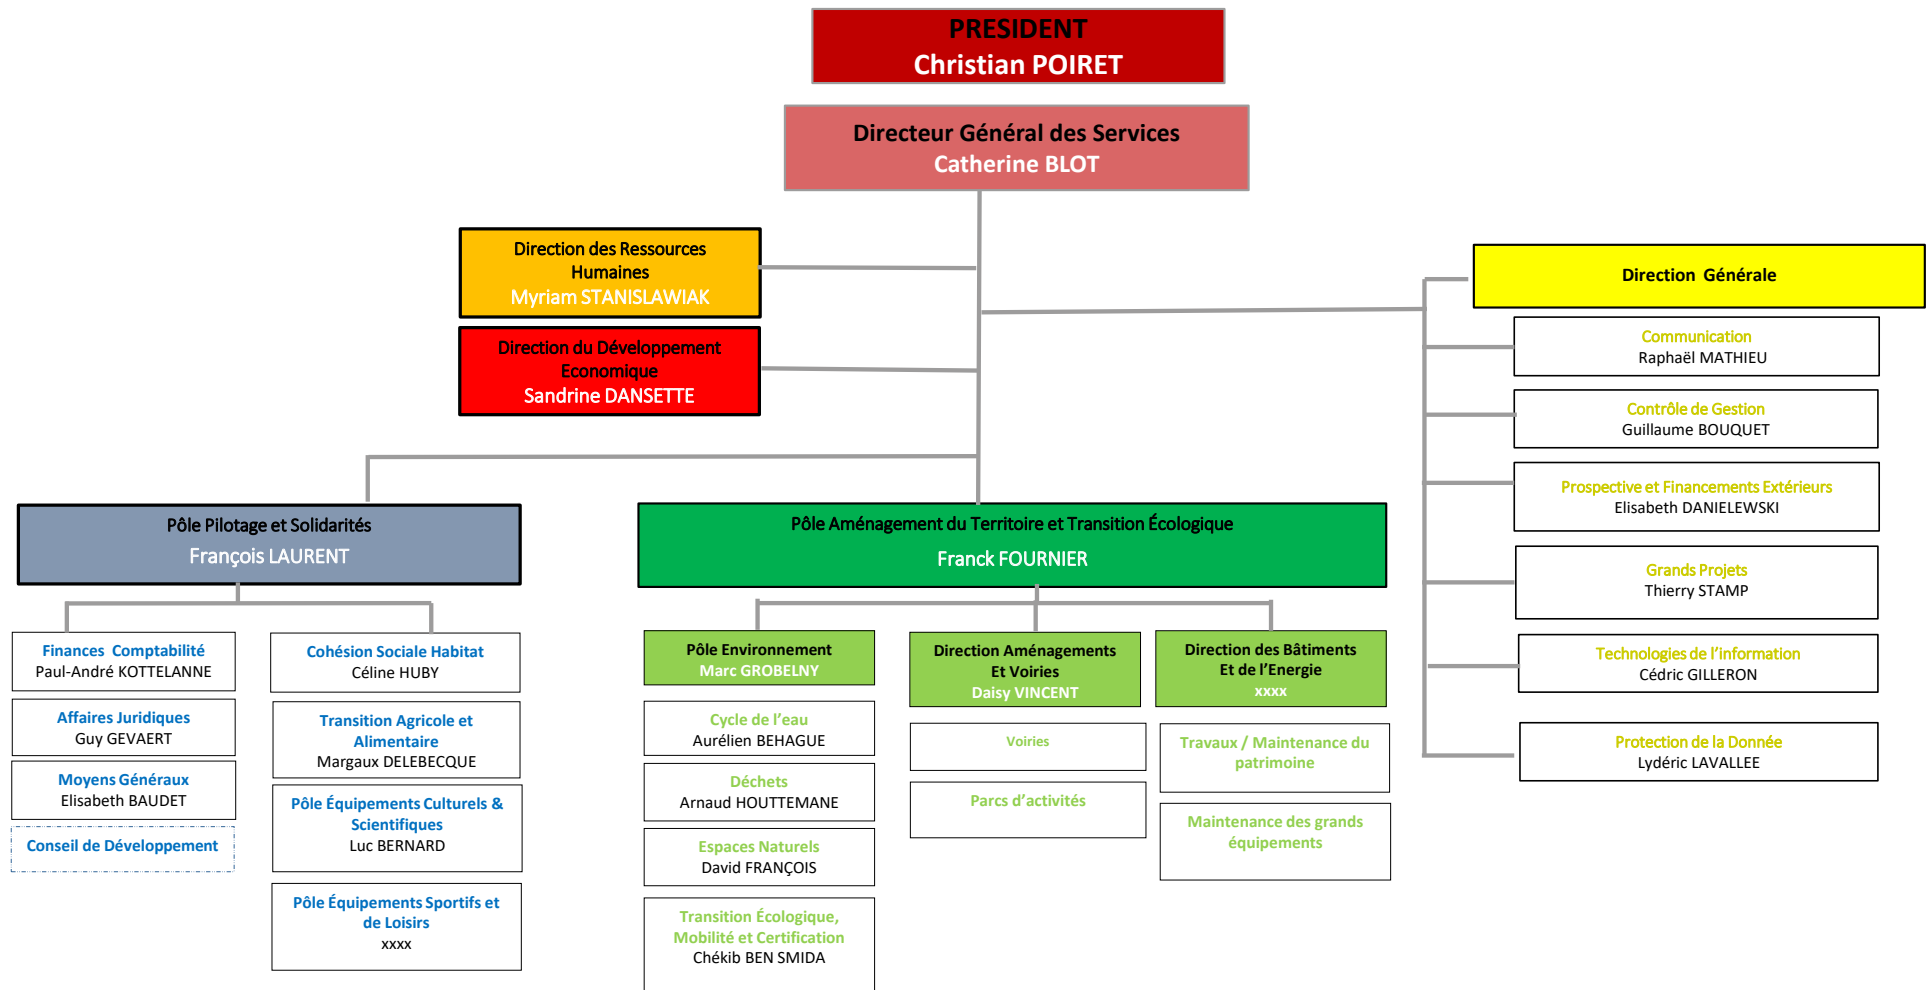 PRESIDENT
Christian POIRET
Directeur Général des Services
Catherine BLOT
Direction des Ressources
Humaines
Myriam STANISLAWIAK
Direction du Développement
Economique
Sandrine DANSETTE
Direction Générale
Communication
Raphaël MATHIEU
Contrôle de Gestion
Guillaume BOUQUET
Prospective et Financements Extérieurs
Elisabeth DANIELEWSKI
Grands Projets
Thierry STAMP
Technologies de l’information
Cédric GILLERON
Protection de la Donnée
Lydéric LAVALLEE
Pôle Pilotage et Solidarités
François LAURENT
Finances Comptabilité
Paul-André KOTTELANNE
Affaires Juridiques
Guy GEVAERT
Moyens Généraux
Elisabeth BAUDET
Conseil de Développement
Cohésion Sociale Habitat
Céline HUBY
Transition Agricole et
Alimentaire
Margaux DELEBECQUE
Pôle Équipements Culturels &
Scientifiques
Luc BERNARD
Pôle Équipements Sportifs et
de Loisirs
xxxx
Pôle Aménagement du Territoire et Transition Écologique
Franck FOURNIER
Pôle Environnement
Marc GROBELNY
Cycle de l’eau
Aurélien BEHAGUE
Déchets
Arnaud HOUTTEMANE
Espaces Naturels
David FRANÇOIS
Transition Écologique,
Mobilité et Certification
Chékib BEN SMIDA
Direction Aménagements
Et Voiries
Daisy VINCENT
Voiries
Parcs d’activités
Direction des Bâtiments
Et de l’Energie
xxxx
Travaux / Maintenance du
patrimoine
Maintenance des grands
équipements